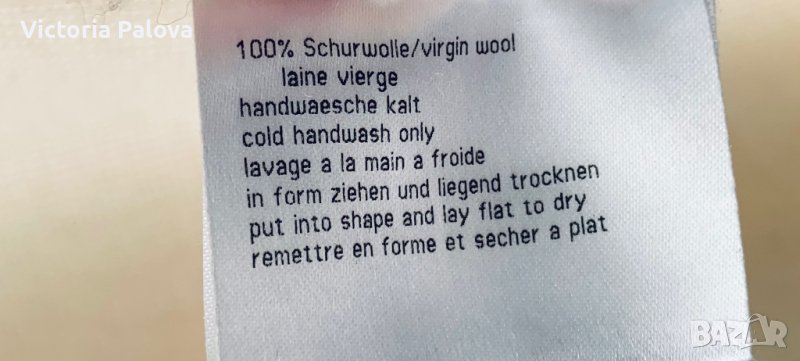 Victoria Palova
100% Schurwolle/virgin wool
laine vierge
handwaesche kalt
cold handwash only
lavage a la main a froide
in form ziehen und liegend trocknen
put into shape and lay flat to dry
remettre en forme et secher a plat
BAZAR